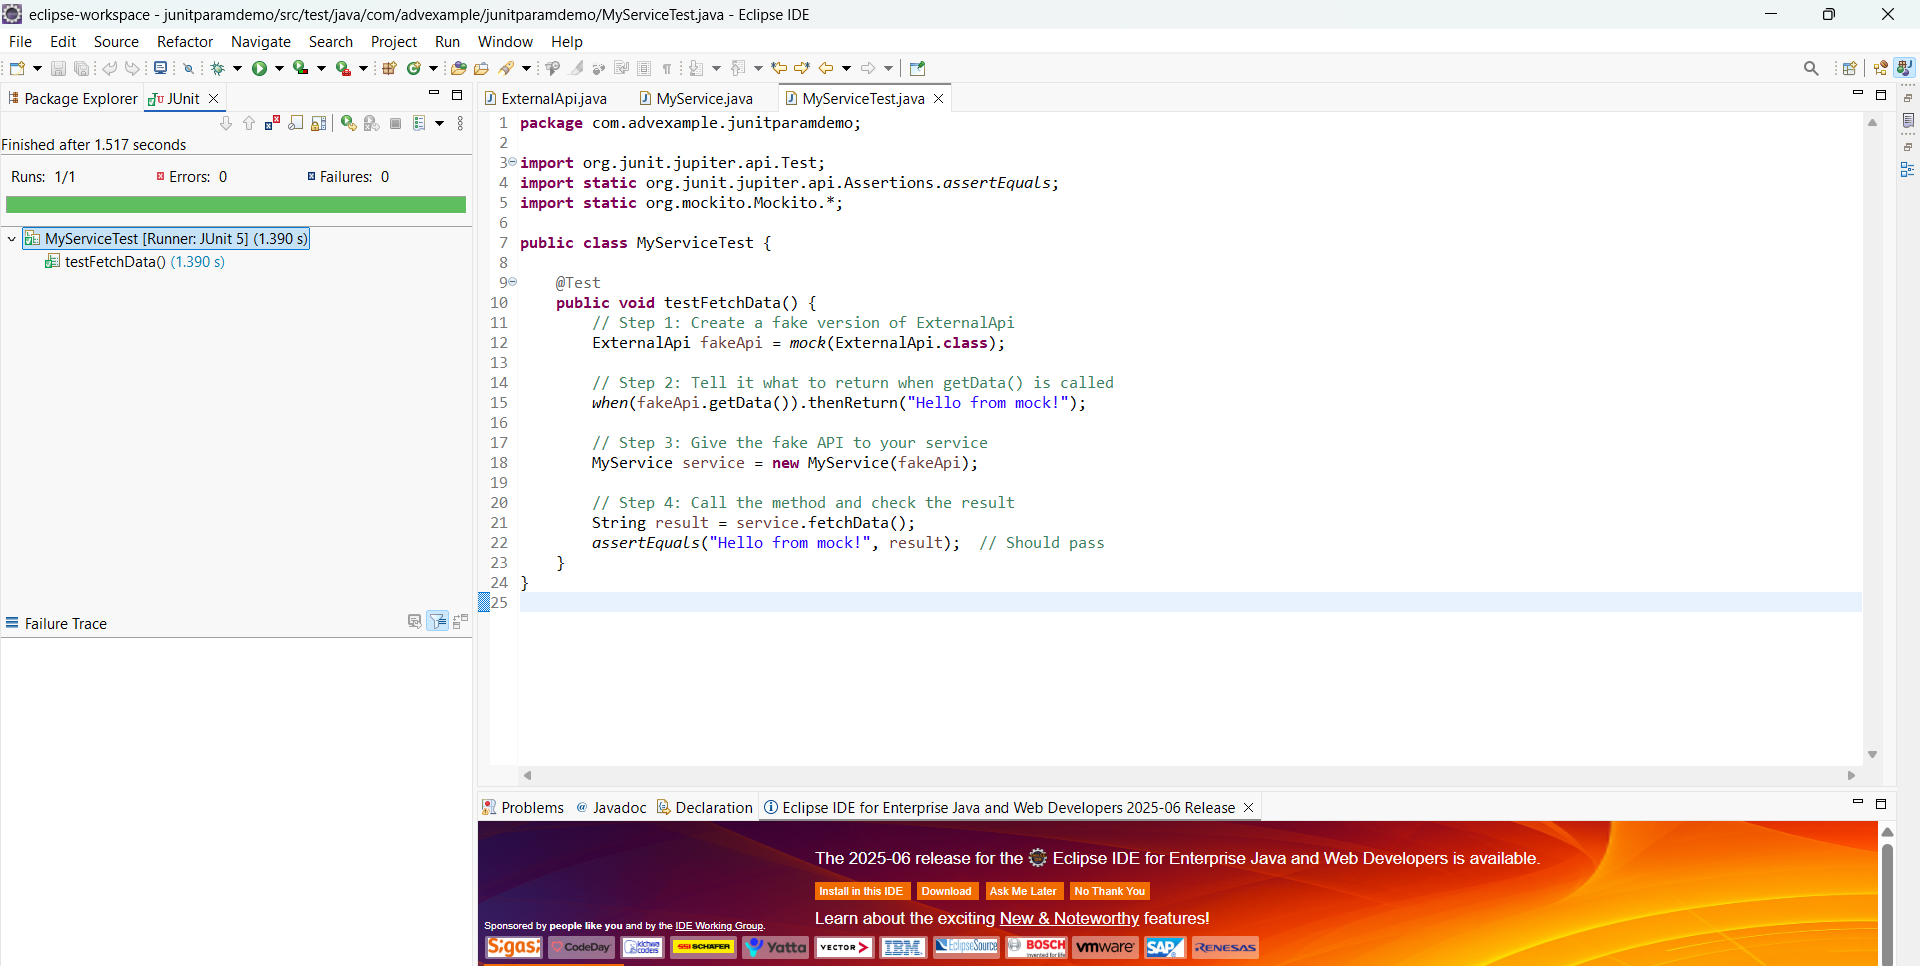 eclipse-workspace - junitparamdemo/src/test/java/com/advexample/junitparamdemo/MyServiceTest.java - Eclipse IDE
File Edit Source Refactor Navigate Search Project Run Window Help
Package Explorer JUnit
Finished after 1.517 seconds
Runs: 1/1 Errors: 0 Failures: 0
MyServiceTest [Runner: JUnit 5] (1.390 s)
testFetchData() (1.390 s)
Failure Trace
ExternalApi.java MyService.java MyServiceTest.java
1 package com.advexample.junitparamdemo;
2
3 import org.junit.jupiter.api.Test;
4 import static org.junit.jupiter.api.Assertions.assertEquals;
5 import static org.mockito.Mockito.*;
6
7 public class MyServiceTest {
8
9 @Test
10 public void testFetchData() {
11 // Step 1: Create a fake version of ExternalApi
12 ExternalApi fakeApi = mock(ExternalApi.class);
13
14 // Step 2: Tell it what to return when getData() is called
15 when(fakeApi.getData()).thenReturn("Hello from mock!");
16
17 // Step 3: Give the fake API to your service
18 MyService service = new MyService(fakeApi);
19
20 // Step 4: Call the method and check the result
21 String result = service.fetchData();
22 assertEquals("Hello from mock!", result); // Should pass
23 }
24 }
25
Problems @ Javadoc Declaration Eclipse IDE for Enterprise Java and Web Developers 2025-06 Release
The 2025-06 release for the Eclipse IDE for Enterprise Java and Web Developers is available.
Install in this IDE Download Ask Me Later No Thank You
Learn about the exciting New & Noteworthy features!
Sponsored by people like you and by the IDE Working Group.
Sigasi CodeDay kichwa coders SSI SCHAFER Yatta VECTOR IBM EclipseSource BOSCH Invented for life vmware SAP RENESAS